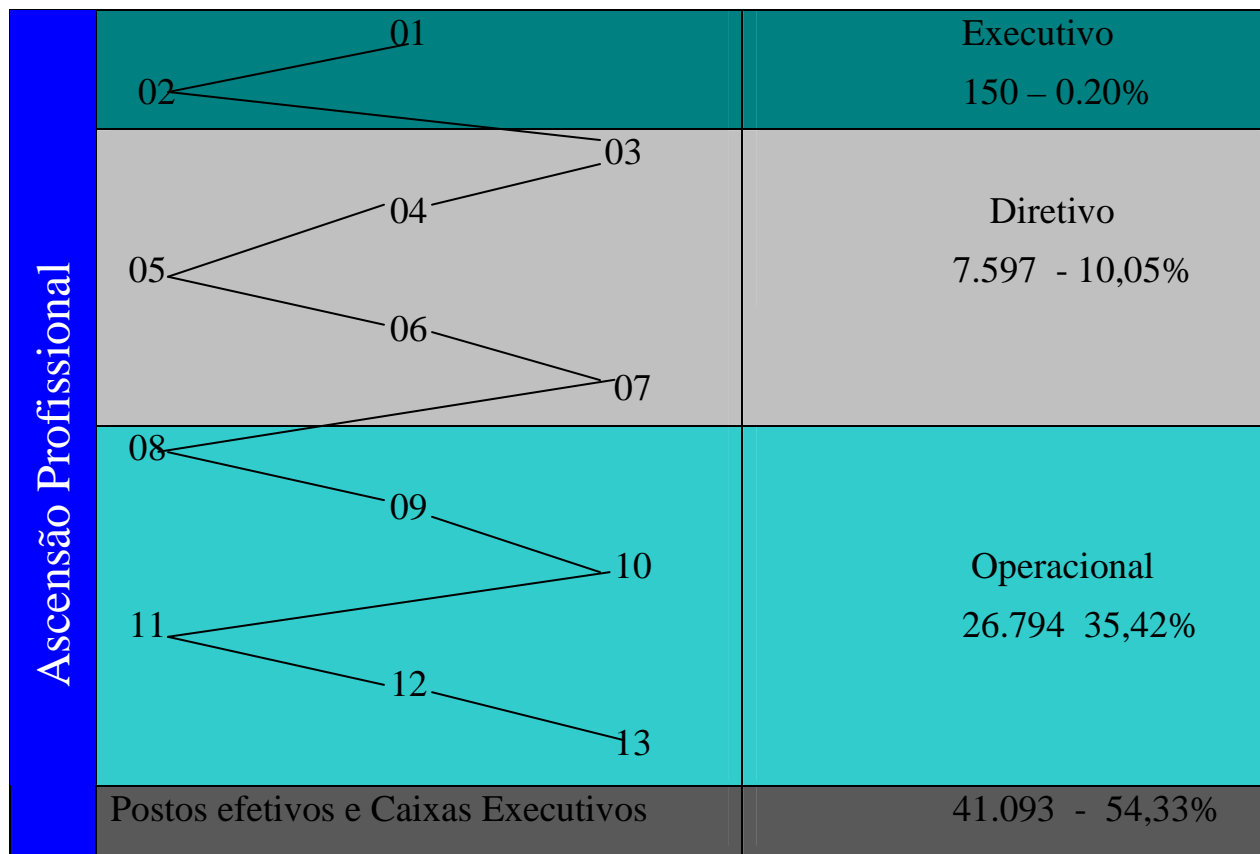 Ascensão Profissional
01
Executivo
02
150 – 0.20%
03
04
Diretivo
05
7.597 - 10,05%
06
07
08
09
10
Operacional
11
26.794 35,42%
12
13
Postos efetivos e Caixas Executivos
41.093 - 54,33%